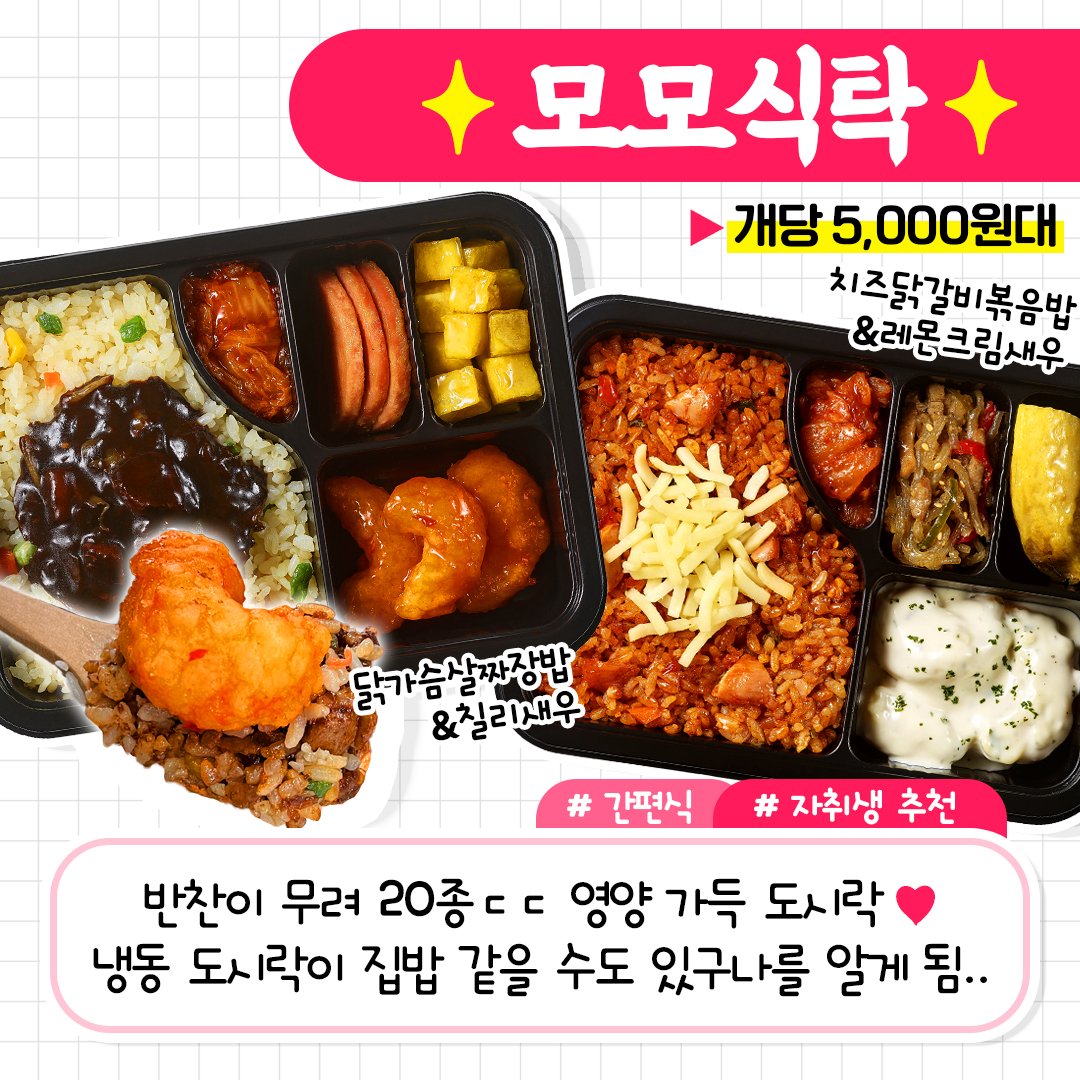 모모식탁
▶ 개당 5,000원대
치즈닭갈비볶음밥
&레몬크림새우
닭가슴살짜장밥
&칠리새우
# 간편식
# 자취생 추천
반찬이 무려 20종ㄷㄷ 영양 가득 도시락♥
냉동 도시락이 집밥 같을 수도 있구나를 알게 됨..